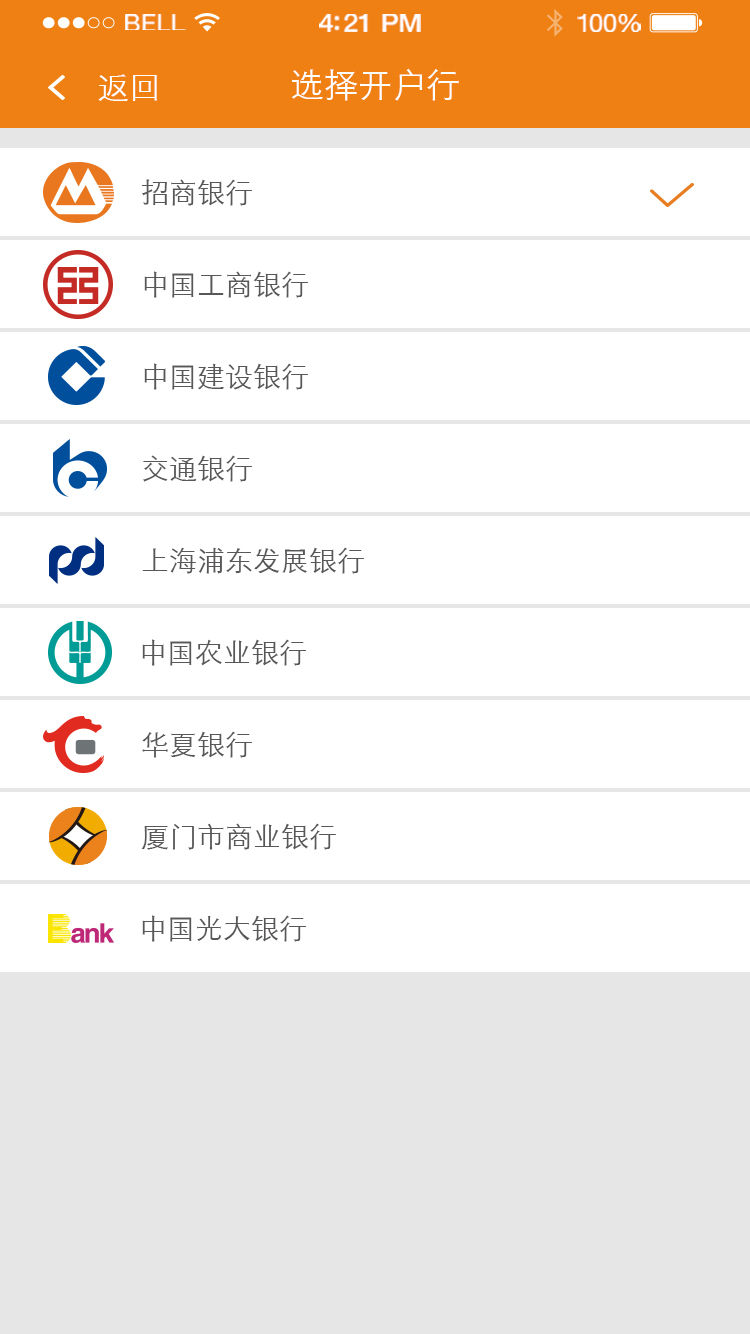 BELL 4:21 PM 100%
返回 选择开户行
招商银行
中国工商银行
中国建设银行
交通银行
上海浦东发展银行
中国农业银行
华夏银行
厦门市商业银行
Bank 中国光大银行